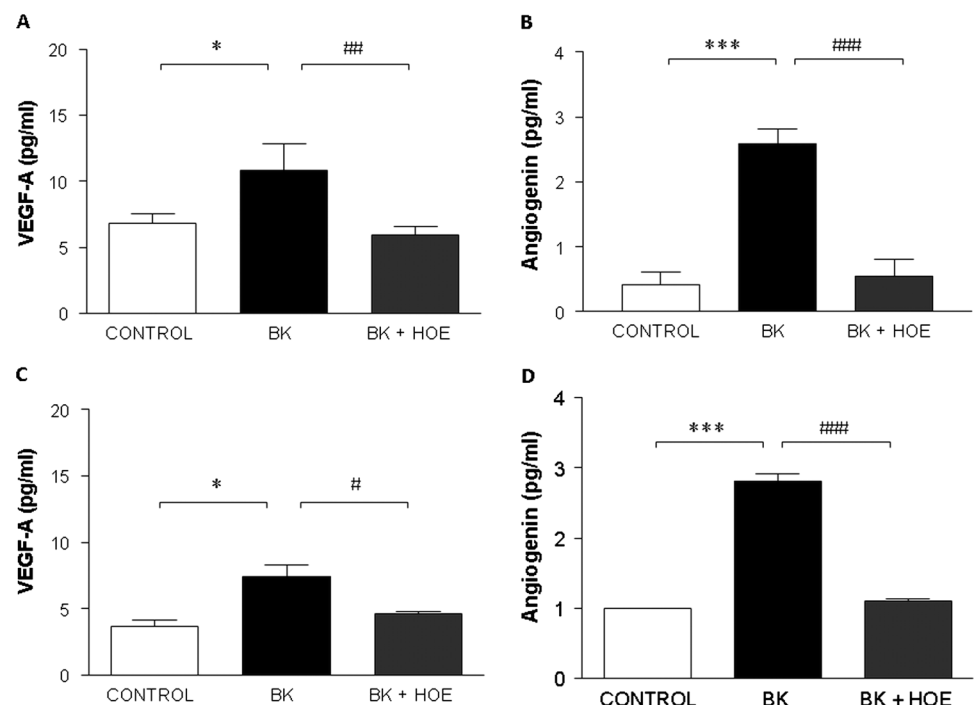 A
VEGF-A (pg/ml)
20
15
10
5
0
*
##
CONTROL BK BK + HOE
B
Angiogenin (pg/ml)
4
3
2
1
0
***
###
CONTROL BK BK + HOE
C
VEGF-A (pg/ml)
20
15
10
5
0
*
#
CONTROL BK BK + HOE
D
Angiogenin (pg/ml)
4
3
2
1
0
***
###
CONTROL BK BK + HOE